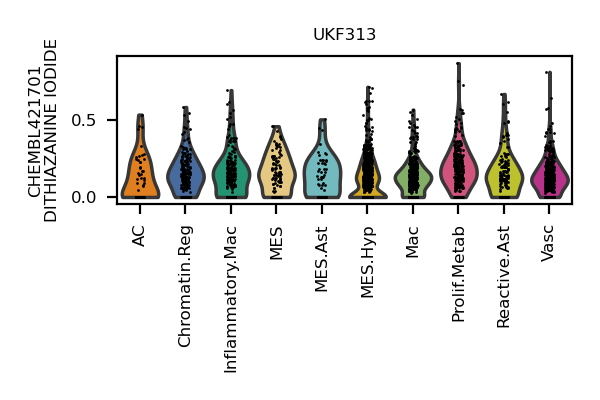 UKF313
CHEMBL421701
DITHIAZANINE IODIDE
0.5
0.0
AC
Chromatin.Reg
Inflammatory.Mac
MES
MES.Ast
MES.Hyp
Mac
Prolif.Metab
Reactive.Ast
Vasc